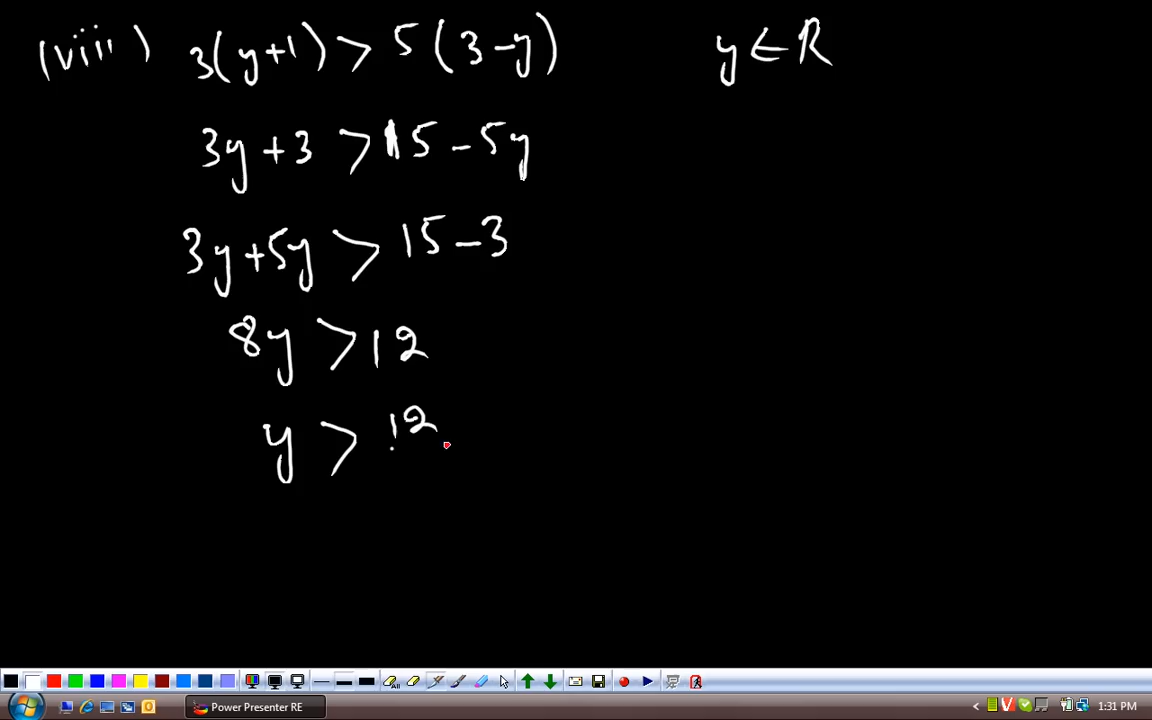 (viii) 3(y+1) > 5(3-y) y ∈ R
3y+3 > 15-5y
3y+5y > 15-3
8y > 12
y > 12
Power Presenter RE
1:31 PM